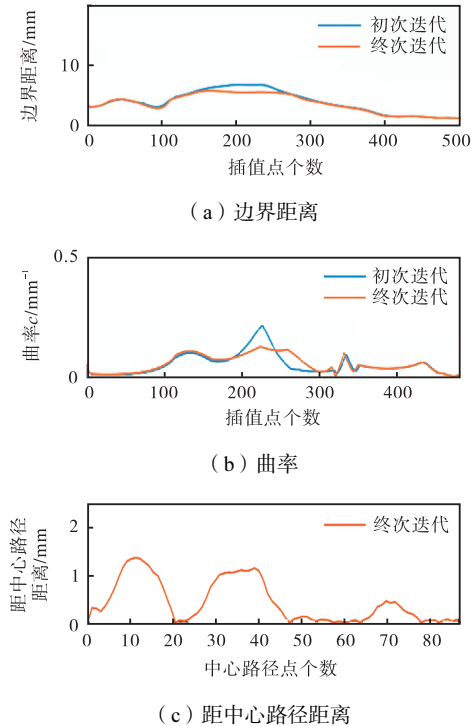 边界距离/mm
10
0
初次迭代
终次迭代
0 100 200 300 400 500
插值点个数
（a）边界距离
曲率c/mm⁻¹
0.5
0
初次迭代
终次迭代
0 100 200 300 400
插值点个数
（b）曲率
距中心路径
距离/mm
2
1
0
终次迭代
0 10 20 30 40 50 60 70 80
中心路径点个数
（c）距中心路径距离